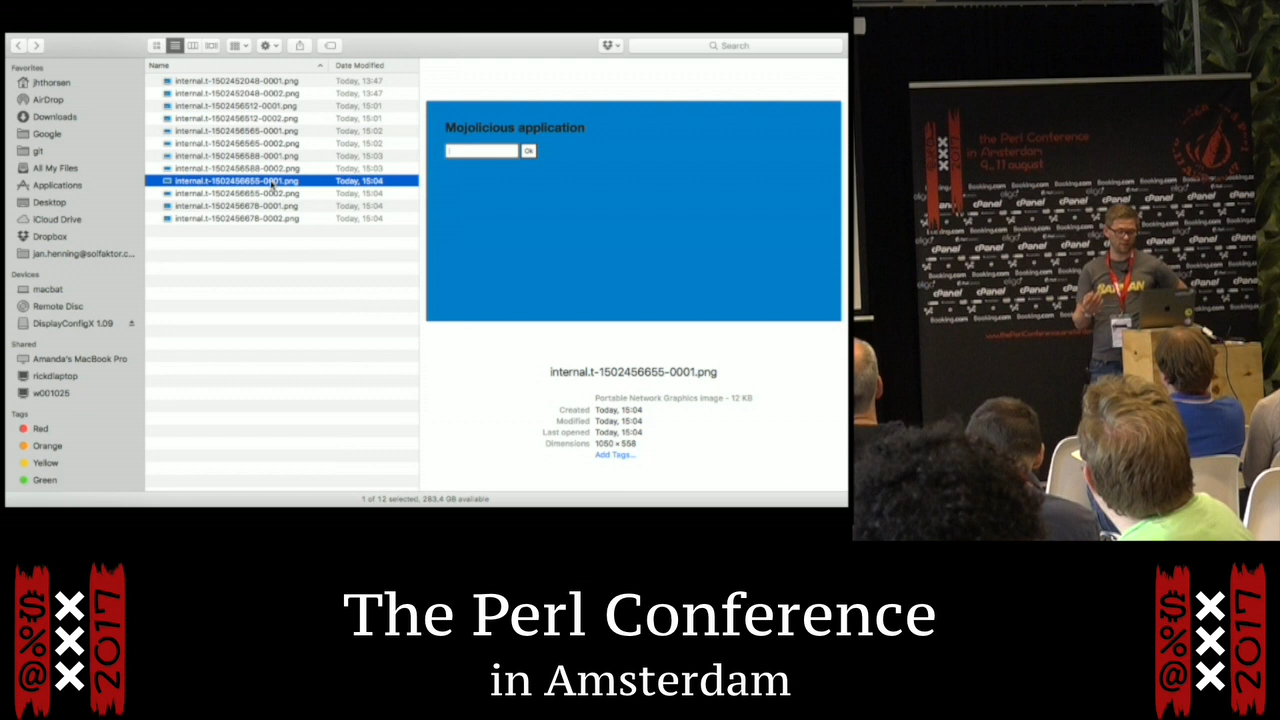 Search
Name
Date Modified
Favorites
jhthorsen
AirDrop
Downloads
Google
git
All My Files
Applications
Desktop
iCloud Drive
Dropbox
jan.henning@solfaktor.c...
Devices
macbat
Remote Disc
DisplayConfigX 1.09
Shared
Amanda's MacBook Pro
rickdlaptop
w001025
Tags
Red
Orange
Yellow
Green
internal.t-1502452048-0001.png Today, 13:47
internal.t-1502452048-0002.png Today, 13:47
internal.t-1502456512-0001.png Today, 15:01
internal.t-1502456512-0002.png Today, 15:01
internal.t-1502456565-0001.png Today, 15:02
internal.t-1502456565-0002.png Today, 15:02
internal.t-1502456588-0001.png Today, 15:03
internal.t-1502456588-0002.png Today, 15:03
internal.t-1502456655-0001.png Today, 15:04
internal.t-1502456655-0002.png Today, 15:04
internal.t-1502456678-0001.png Today, 15:04
internal.t-1502456678-0002.png Today, 15:04
Mojolicious application
Ok
internal.t-1502456655-0001.png
Portable Network Graphics image - 12 KB
Created Today, 15:04
Modified Today, 15:04
Last opened Today, 15:04
Dimensions 1050 × 558
Add Tags...
1 of 12 selected, 283,4 GB available
the Perl Conference
in Amsterdam
9...11 august
Booking.com
cPanel
eligo
BATMAN
The Perl Conference
in Amsterdam
$%@ XXX 2017
$%@ XXX 2017